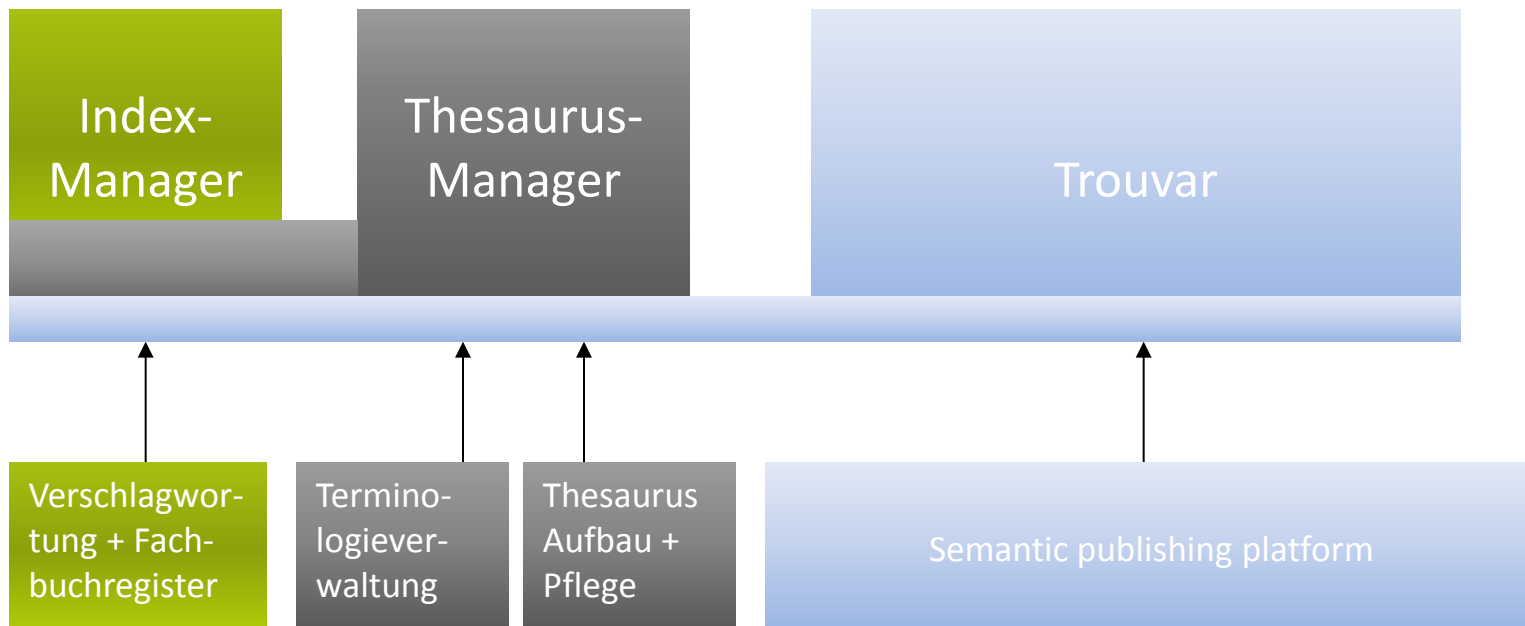 Index-
Manager
Thesaurus-
Manager
Trouvar
Verschlagwor-
tung + Fach-
buchregister
Termino-
logiever-
waltung
Thesaurus
Aufbau +
Pflege
Semantic publishing platform